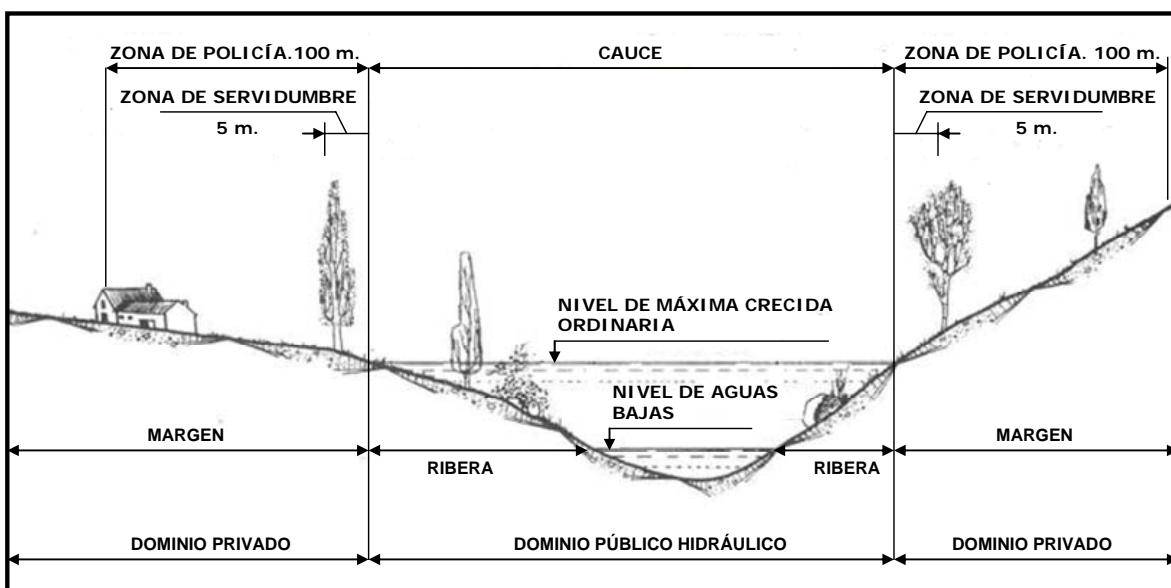 ZONA DE POLICÍA.100 m.
CAUCE
ZONA DE POLICÍA. 100 m.
ZONA DE SERVIDUMBRE
5 m.
ZONA DE SERVIDUMBRE
5 m.
NIVEL DE MÁXIMA CRECIDA
ORDINARIA
NIVEL DE AGUAS
BAJAS
MARGEN
RIBERA
RIBERA
MARGEN
DOMINIO PRIVADO
DOMINIO PÚBLICO HIDRÁULICO
DOMINIO PRIVADO